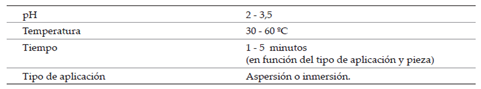 pH 2 - 3,5
Temperatura 30 - 60 ºC
Tiempo 1 - 5 minutos
(en función del tipo de aplicación y pieza)
Tipo de aplicación Aspersión o inmersión.